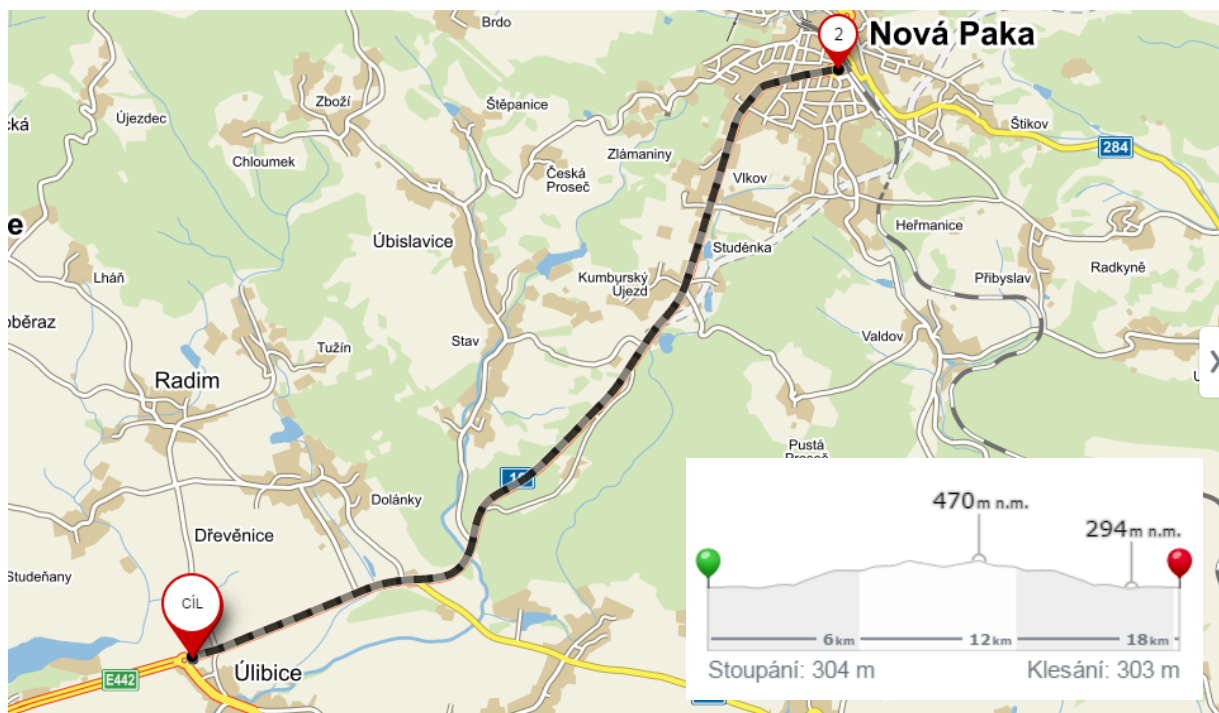 Brdo
2
Nová Paka
Zboží
Štěpanice
Újezdec
Štikov
284
Chloumek
Zlámaniny
Česká
Proseč
Vlkov
Heřmanice
Úbislavice
Studénka
Lháň
Kumburský
Újezd
Přibyslav
Radkyně
Tužín
Stav
Valdov
Radim
Pustá
Proseč
Dolánky
470 m n.m.
Dřevěnice
294 m n.m.
Studeňany
CÍL
6 km
12 km
18 km
Úlibice
Stoupání: 304 m
Klesání: 303 m
E442